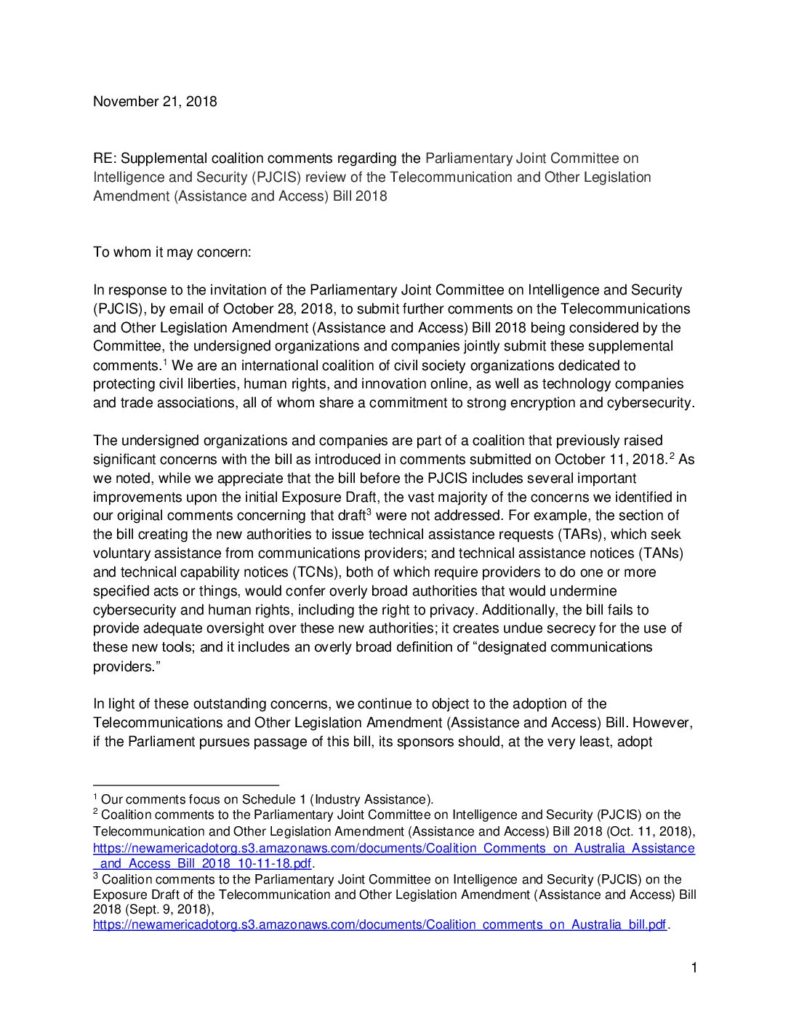 November 21, 2018
RE: Supplemental coalition comments regarding the Parliamentary Joint Committee on
Intelligence and Security (PJCIS) review of the Telecommunication and Other Legislation
Amendment (Assistance and Access) Bill 2018
To whom it may concern:
In response to the invitation of the Parliamentary Joint Committee on Intelligence and Security
(PJCIS), by email of October 28, 2018, to submit further comments on the Telecommunications
and Other Legislation Amendment (Assistance and Access) Bill 2018 being considered by the
Committee, the undersigned organizations and companies jointly submit these supplemental
comments.¹ We are an international coalition of civil society organizations dedicated to
protecting civil liberties, human rights, and innovation online, as well as technology companies
and trade associations, all of whom share a commitment to strong encryption and cybersecurity.
The undersigned organizations and companies are part of a coalition that previously raised
significant concerns with the bill as introduced in comments submitted on October 11, 2018.² As
we noted, while we appreciate that the bill before the PJCIS includes several important
improvements upon the initial Exposure Draft, the vast majority of the concerns we identified in
our original comments concerning that draft³ were not addressed. For example, the section of
the bill creating the new authorities to issue technical assistance requests (TARs), which seek
voluntary assistance from communications providers; and technical assistance notices (TANs)
and technical capability notices (TCNs), both of which require providers to do one or more
specified acts or things, would confer overly broad authorities that would undermine
cybersecurity and human rights, including the right to privacy. Additionally, the bill fails to
provide adequate oversight over these new authorities; it creates undue secrecy for the use of
these new tools; and it includes an overly broad definition of “designated communications
providers.”
In light of these outstanding concerns, we continue to object to the adoption of the
Telecommunications and Other Legislation Amendment (Assistance and Access) Bill. However,
if the Parliament pursues passage of this bill, its sponsors should, at the very least, adopt
¹ Our comments focus on Schedule 1 (Industry Assistance).
² Coalition comments to the Parliamentary Joint Committee on Intelligence and Security (PJCIS) on the
Telecommunication and Other Legislation Amendment (Assistance and Access) Bill 2018 (Oct. 11, 2018),
https://newamericadotorg.s3.amazonaws.com/documents/Coalition_Comments_on_Australia_Assistance
_and_Access_Bill_2018_10-11-18.pdf.
³ Coalition comments to the Parliamentary Joint Committee on Intelligence and Security (PJCIS) on the
Exposure Draft of the Telecommunication and Other Legislation Amendment (Assistance and Access) Bill
2018 (Sept. 9, 2018),
https://newamericadotorg.s3.amazonaws.com/documents/Coalition_comments_on_Australia_bill.pdf.
1